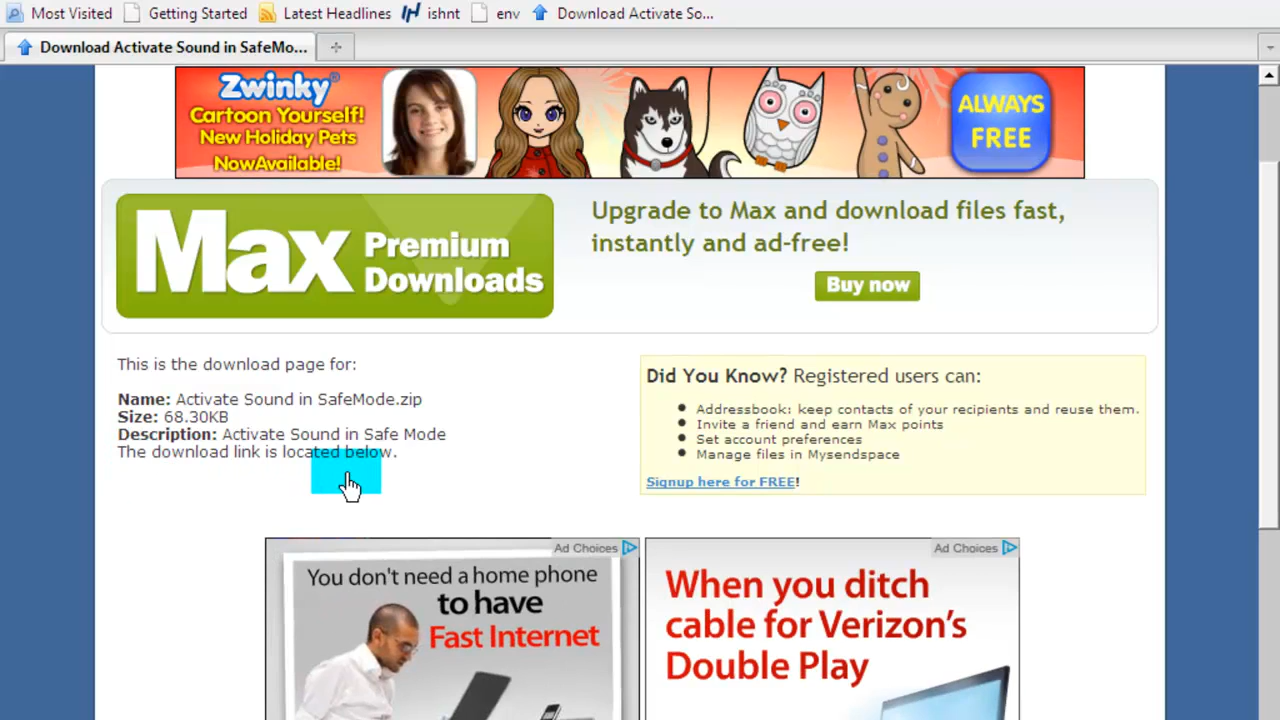 Most Visited Getting Started Latest Headlines ishnt env Download Activate So...
Download Activate Sound in SafeMo...
Zwinky®
Cartoon Yourself!
New Holiday Pets
Now Available!
ALWAYS
FREE
Max Premium
Downloads
Upgrade to Max and download files fast,
instantly and ad-free!
Buy now
This is the download page for:
Name: Activate Sound in SafeMode.zip
Size: 68.30KB
Description: Activate Sound in Safe Mode
The download link is located below.
Did You Know? Registered users can:
Addressbook: keep contacts of your recipients and reuse them.
Invite a friend and earn Max points
Set account preferences
Manage files in Mysendspace
Signup here for FREE!
Ad Choices
You don't need a home phone
to have
Fast Internet
Ad Choices
When you ditch
cable for Verizon's
Double Play